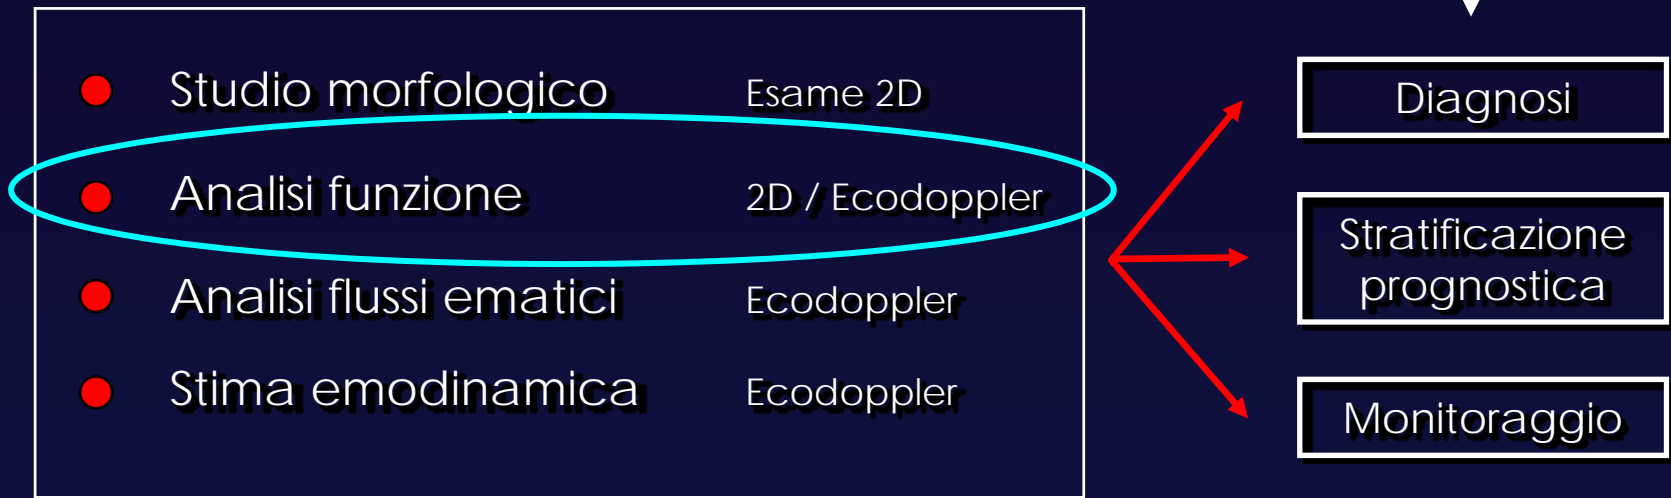 Studio morfologico Esame 2D
Analisi funzione 2D / Ecodoppler
Analisi flussi ematici Ecodoppler
Stima emodinamica Ecodoppler
Diagnosi
Stratificazione
prognostica
Monitoraggio